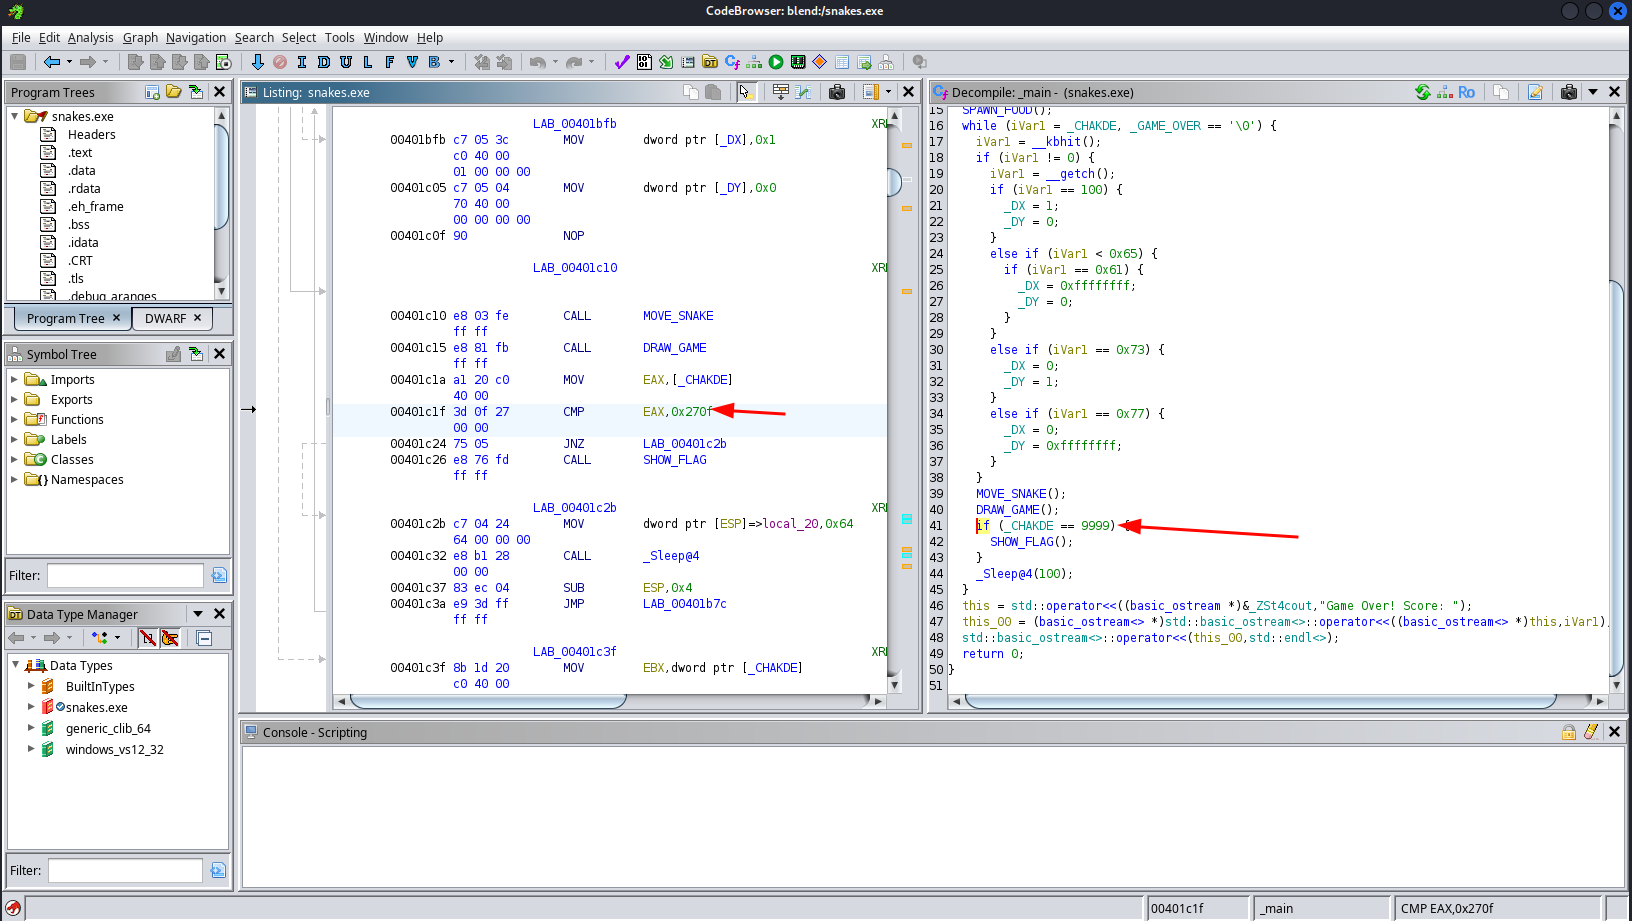 CodeBrowser: blend:/snakes.exe
File Edit Analysis Graph Navigation Search Select Tools Window Help
I D U L F V B
Program Trees
snakes.exe
Headers
.text
.data
.rdata
.eh_frame
.bss
.idata
.CRT
.tls
.debug_aranges
Program Tree × DWARF ×
Symbol Tree
Imports
Exports
Functions
Labels
Classes
Namespaces
Filter:
Data Type Manager
Data Types
BuiltInTypes
snakes.exe
generic_clib_64
windows_vs12_32
Filter:
Listing: snakes.exe
LAB_00401bfb XRE
00401bfb c7 05 3c MOV dword ptr [_DX],0x1
c0 40 00
01 00 00 00
00401c05 c7 05 04 MOV dword ptr [_DY],0x0
70 40 00
00 00 00 00
00401c0f 90 NOP
LAB_00401c10 XRE
00401c10 e8 03 fe CALL MOVE_SNAKE
ff ff
00401c15 e8 81 fb CALL DRAW_GAME
ff ff
00401c1a a1 20 c0 MOV EAX,[_CHAKDE]
40 00
00401c1f 3d 0f 27 CMP EAX,0x270f
00 00
00401c24 75 05 JNZ LAB_00401c2b
00401c26 e8 76 fd CALL SHOW_FLAG
ff ff
LAB_00401c2b XRE
00401c2b c7 04 24 MOV dword ptr [ESP]=>local_20,0x64
64 00 00 00
00401c32 e8 b1 28 CALL _Sleep@4
00 00
00401c37 83 ec 04 SUB ESP,0x4
00401c3a e9 3d ff JMP LAB_00401b7c
ff ff
LAB_00401c3f XRE
00401c3f 8b 1d 20 MOV EBX,dword ptr [_CHAKDE]
c0 40 00
Decompile: _main - (snakes.exe)
15 SPAWN_FOOD();
16 while (iVar1 = _CHAKDE, _GAME_OVER == '\0') {
17 iVar1 = __kbhit();
18 if (iVar1 != 0) {
19 iVar1 = __getch();
20 if (iVar1 == 100) {
21 _DX = 1;
22 _DY = 0;
23 }
24 else if (iVar1 < 0x65) {
25 if (iVar1 == 0x61) {
26 _DX = 0xffffffff;
27 _DY = 0;
28 }
29 }
30 else if (iVar1 == 0x73) {
31 _DX = 0;
32 _DY = 1;
33 }
34 else if (iVar1 == 0x77) {
35 _DX = 0;
36 _DY = 0xffffffff;
37 }
38 }
39 MOVE_SNAKE();
40 DRAW_GAME();
41 if (_CHAKDE == 9999) {
42 SHOW_FLAG();
43 }
44 _Sleep@4(100);
45 }
46 this = std::operator<<((basic_ostream *)&_ZSt4cout,"Game Over! Score: ");
47 this_00 = (basic_ostream<> *)std::basic_ostream<>::operator<<((basic_ostream<> *)this,iVar1);
48 std::basic_ostream<>::operator<<(this_00,std::endl<>);
49 return 0;
50 }
51
Console - Scripting
00401c1f _main CMP EAX,0x270f